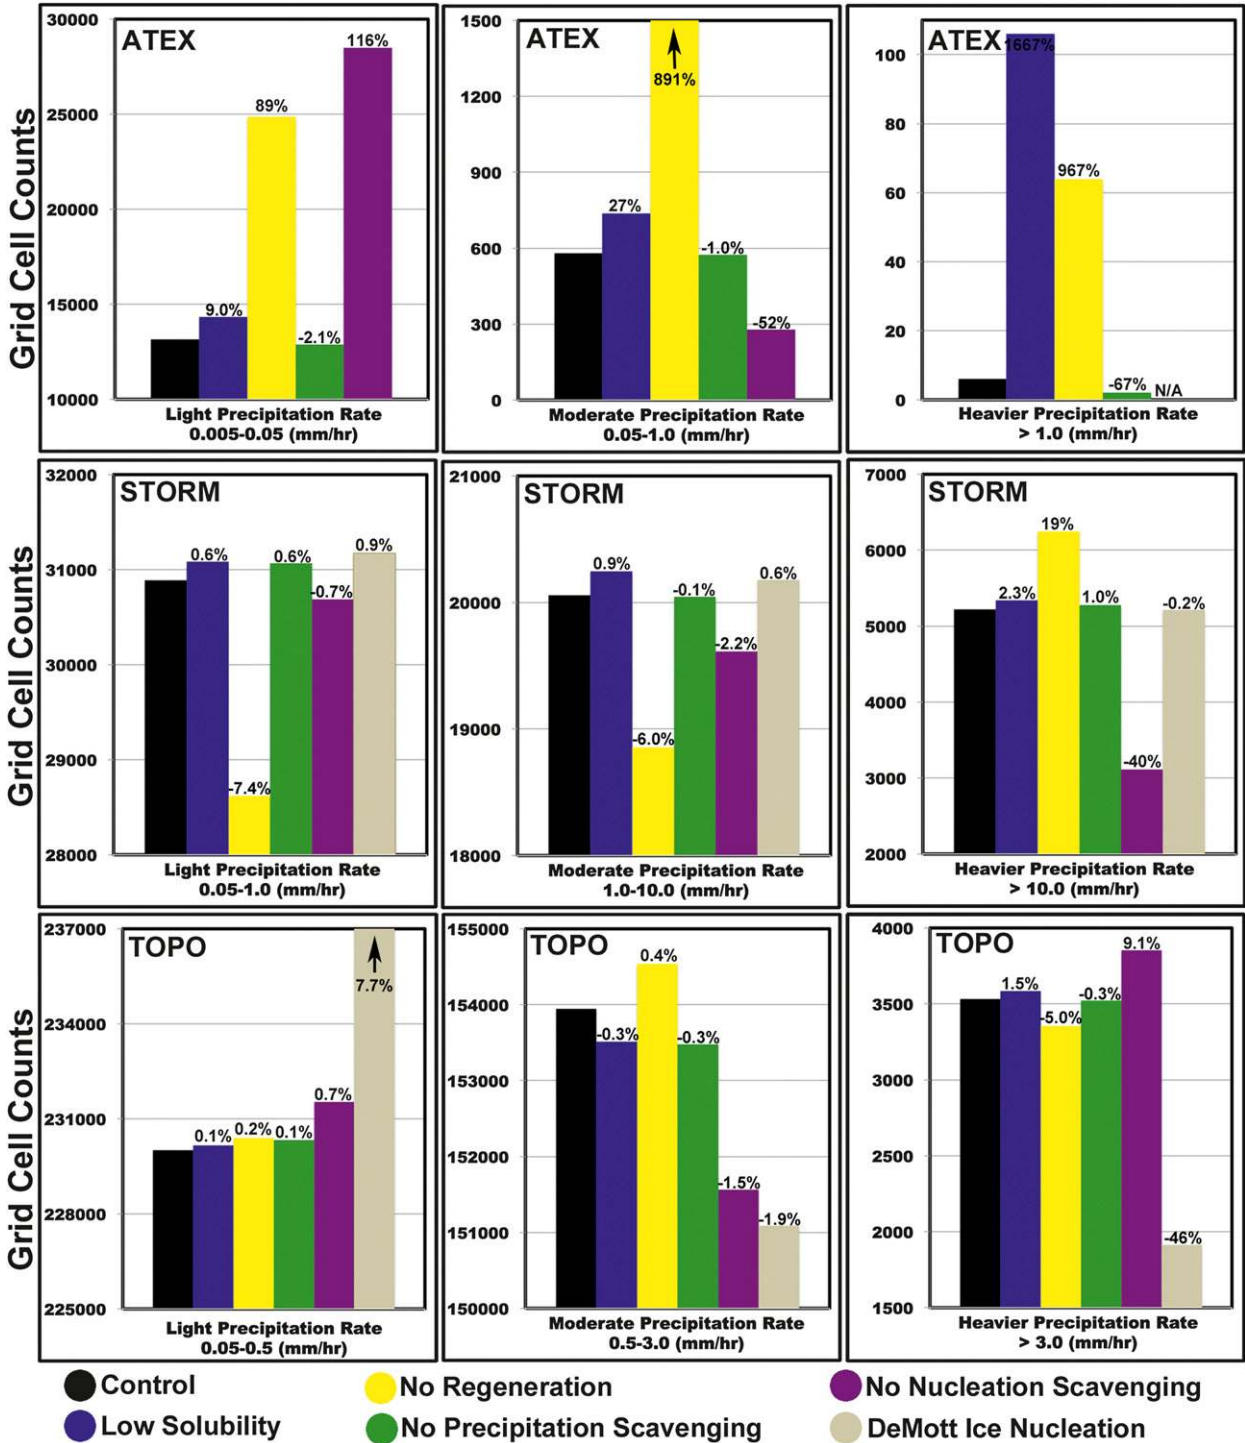 Grid Cell Counts
ATEX
30000
25000
20000
15000
10000
9.0%
89%
-2.1%
116%
Light Precipitation Rate
0.005-0.05 (mm/hr)
ATEX
1500
1200
900
600
300
0
27%
891%
-1.0%
-52%
Moderate Precipitation Rate
0.05-1.0 (mm/hr)
ATEX
100
80
60
40
20
0
1667%
967%
-67%
N/A
Heavier Precipitation Rate
> 1.0 (mm/hr)
Grid Cell Counts
STORM
32000
31000
30000
29000
28000
0.6%
-7.4%
0.6%
-0.7%
0.9%
Light Precipitation Rate
0.05-1.0 (mm/hr)
STORM
21000
20000
19000
18000
0.9%
-6.0%
-0.1%
-2.2%
0.6%
Moderate Precipitation Rate
1.0-10.0 (mm/hr)
STORM
7000
6000
5000
4000
3000
2000
2.3%
19%
1.0%
-40%
-0.2%
Heavier Precipitation Rate
> 10.0 (mm/hr)
Grid Cell Counts
TOPO
237000
234000
231000
228000
225000
0.1%
0.2%
0.1%
0.7%
7.7%
Light Precipitation Rate
0.05-0.5 (mm/hr)
TOPO
155000
154000
153000
152000
151000
150000
-0.3%
0.4%
-0.3%
-1.5%
-1.9%
Moderate Precipitation Rate
0.5-3.0 (mm/hr)
TOPO
4000
3500
3000
2500
2000
1500
1.5%
-5.0%
-0.3%
9.1%
-46%
Heavier Precipitation Rate
> 3.0 (mm/hr)
Control
No Regeneration
No Nucleation Scavenging
Low Solubility
No Precipitation Scavenging
DeMott Ice Nucleation